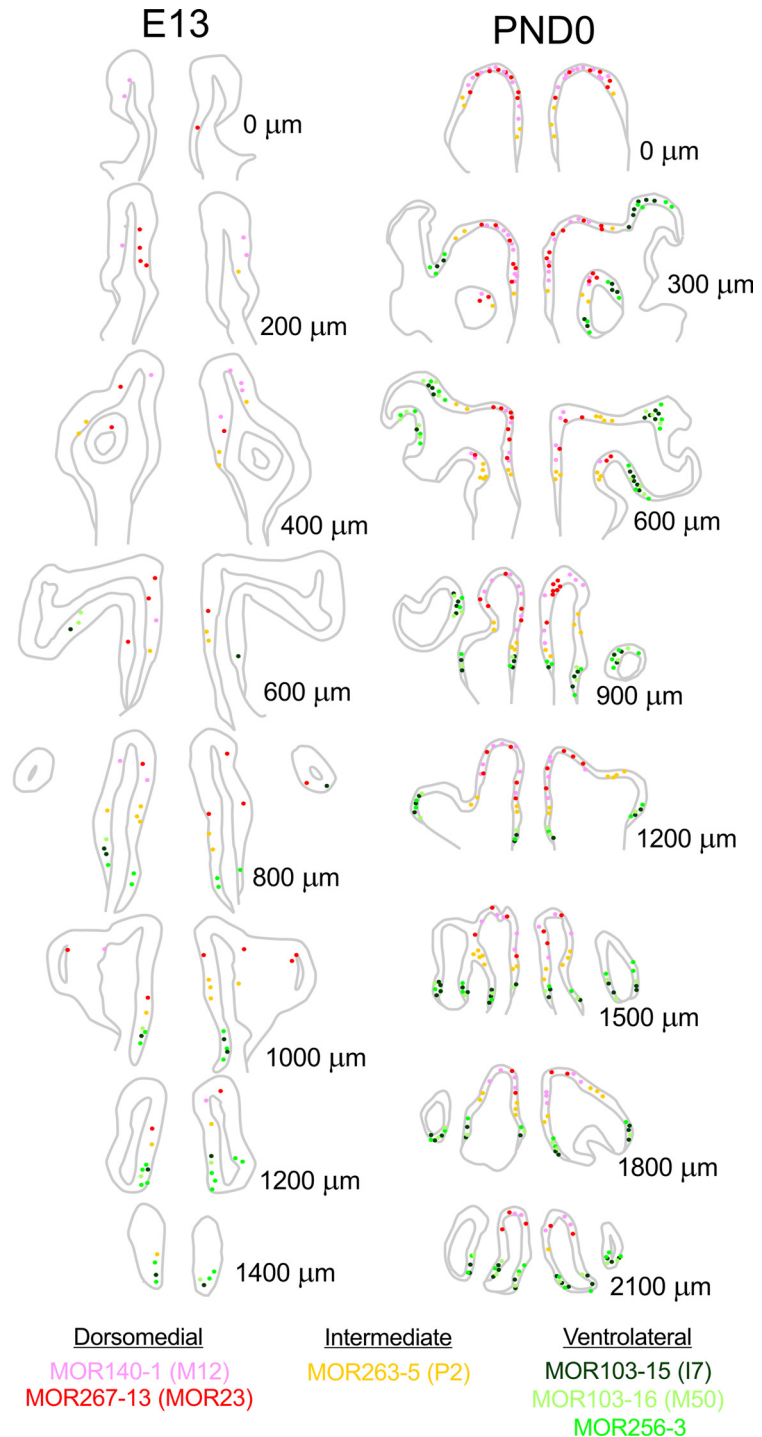 E13 PND0
0 µm 0 µm
200 µm 300 µm
400 µm 600 µm
600 µm 900 µm
800 µm 1200 µm
1000 µm 1500 µm
1200 µm 1800 µm
1400 µm 2100 µm
Dorsomedial Intermediate Ventrolateral
MOR140-1 (M12) MOR263-5 (P2) MOR103-15 (I7)
MOR267-13 (MOR23) MOR103-16 (M50)
MOR256-3